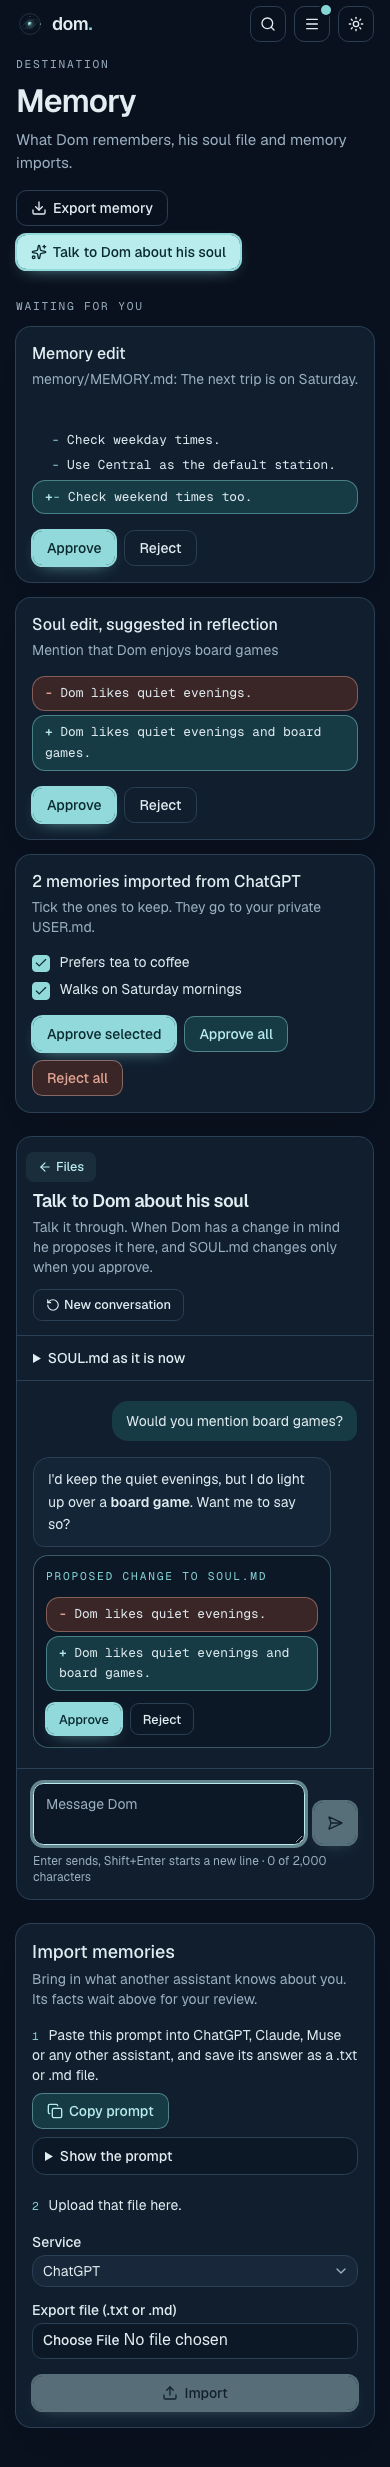 dom.
DESTINATION
Memory
What Dom remembers, his soul file and memory
imports.
Export memory
Talk to Dom about his soul
WAITING FOR YOU
Memory edit
memory/MEMORY.md: The next trip is on Saturday.
- Check weekday times.
- Use Central as the default station.
+- Check weekend times too.
Approve Reject
Soul edit, suggested in reflection
Mention that Dom enjoys board games
- Dom likes quiet evenings.
+ Dom likes quiet evenings and board
games.
Approve Reject
2 memories imported from ChatGPT
Tick the ones to keep. They go to your private
USER.md.
Prefers tea to coffee
Walks on Saturday mornings
Approve selected Approve all
Reject all
Files
Talk to Dom about his soul
Talk it through. When Dom has a change in mind
he proposes it here, and SOUL.md changes only
when you approve.
New conversation
SOUL.md as it is now
Would you mention board games?
I'd keep the quiet evenings, but I do light
up over a board game. Want me to say
so?
PROPOSED CHANGE TO SOUL.MD
- Dom likes quiet evenings.
+ Dom likes quiet evenings and
board games.
Approve Reject
Message Dom
Enter sends, Shift+Enter starts a new line · 0 of 2,000
characters
Import memories
Bring in what another assistant knows about you.
Its facts wait above for your review.
1 Paste this prompt into ChatGPT, Claude, Muse
or any other assistant, and save its answer as a .txt
or .md file.
Copy prompt
Show the prompt
2 Upload that file here.
Service
ChatGPT
Export file (.txt or .md)
Choose File No file chosen
Import